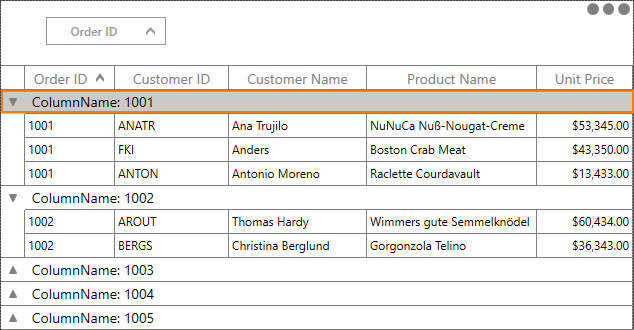 Order ID
Order ID Customer ID Customer Name Product Name Unit Price
ColumnName: 1001
1001 ANATR Ana Trujilo NuNuCa Nuß-Nougat-Creme $53,345.00
1001 FKI Anders Boston Crab Meat $43,350.00
1001 ANTON Antonio Moreno Raclette Courdavault $13,433.00
ColumnName: 1002
1002 AROUT Thomas Hardy Wimmers gute Semmelknödel $60,434.00
1002 BERGS Christina Berglund Gorgonzola Telino $36,343.00
ColumnName: 1003
ColumnName: 1004
ColumnName: 1005